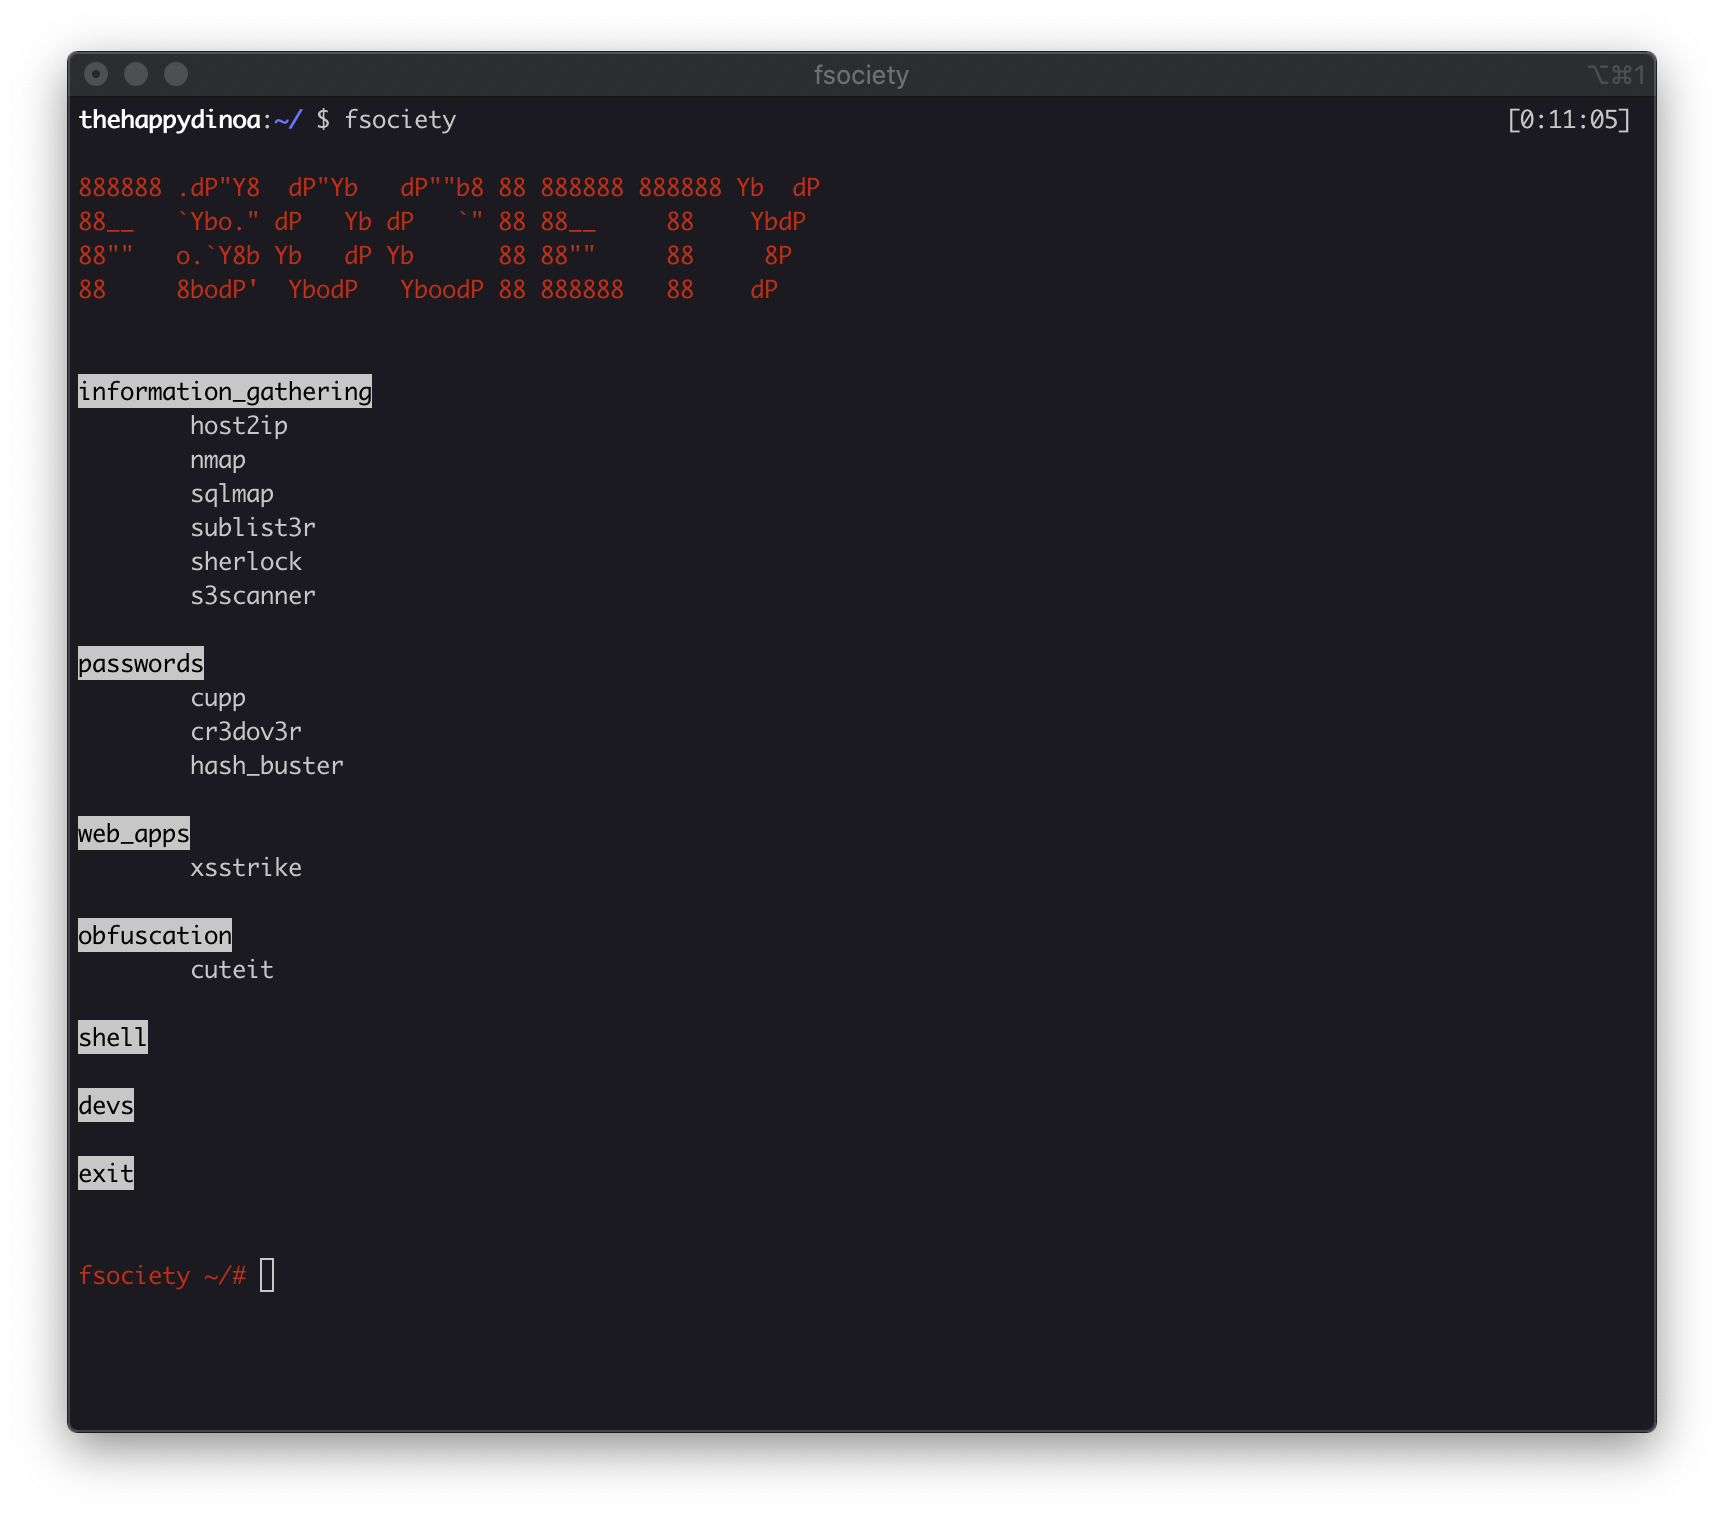 fsociety ⌥⌘1
thehappydinoa:~/ $ fsociety [0:11:05]
888888 .dP"Y8  dP"Yb   dP""b8 88 888888 888888 Yb  dP
88__   `Ybo." dP   Yb dP   `" 88 88__     88    YbdP
88""   o.`Y8b Yb   dP Yb      88 88""     88     8P
88     8bodP'  YbodP   YboodP 88 888888   88    dP
information_gathering
host2ip
nmap
sqlmap
sublist3r
sherlock
s3scanner
passwords
cupp
cr3dov3r
hash_buster
web_apps
xsstrike
obfuscation
cuteit
shell
devs
exit
fsociety ~/#